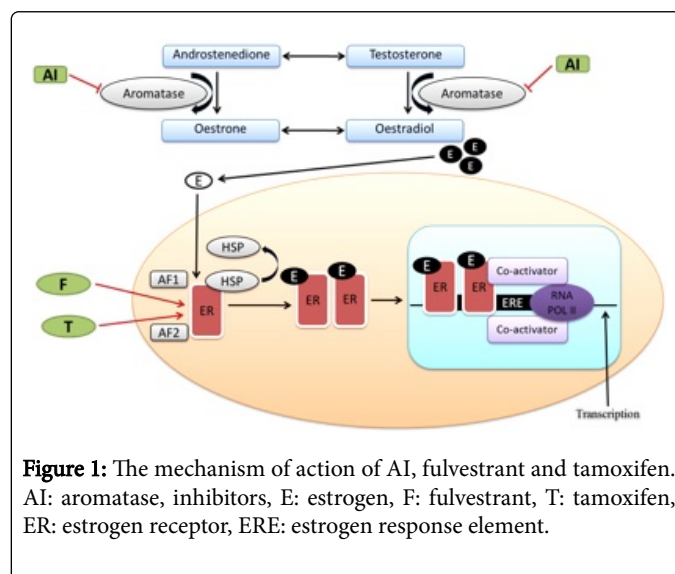 Androstenedione
Testosterone
AI
AI
Aromatase
Aromatase
Oestrone
Oestradiol
E
E
E
E
HSP
HSP
AF1
F
ER
T
AF2
E
E
ER
ER
E
E
ER
ER
Co-activator
ERE
RNA
POL II
Co-activator
Transcription
Figure 1: The mechanism of action of AI, fulvestrant and tamoxifen.
AI: aromatase, inhibitors, E: estrogen, F: fulvestrant, T: tamoxifen,
ER: estrogen receptor, ERE: estrogen response element.